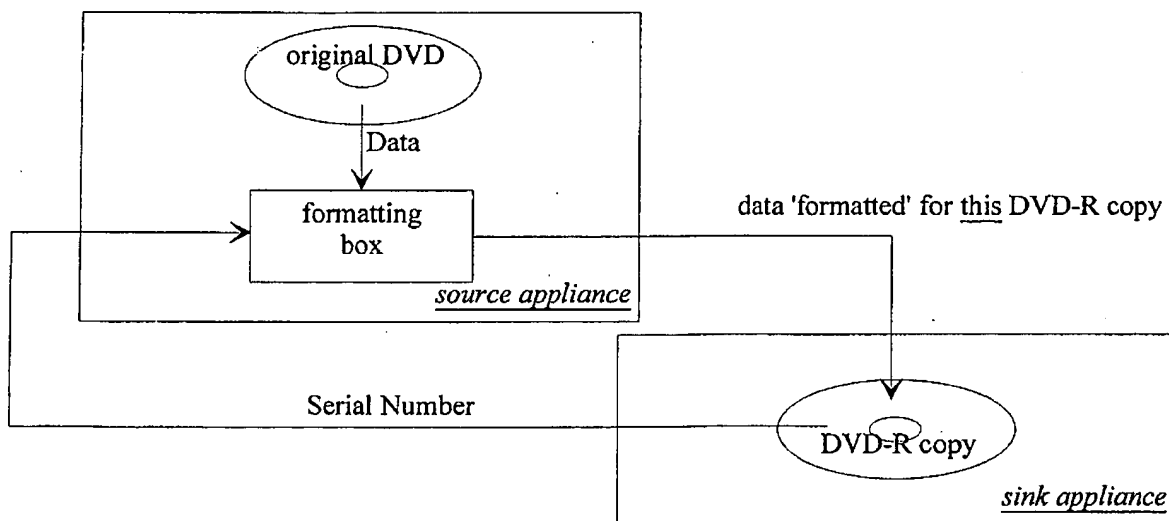 original DVD
Data
formatting
box
source appliance
data 'formatted' for this DVD-R copy
Serial Number
DVD-R copy
sink appliance